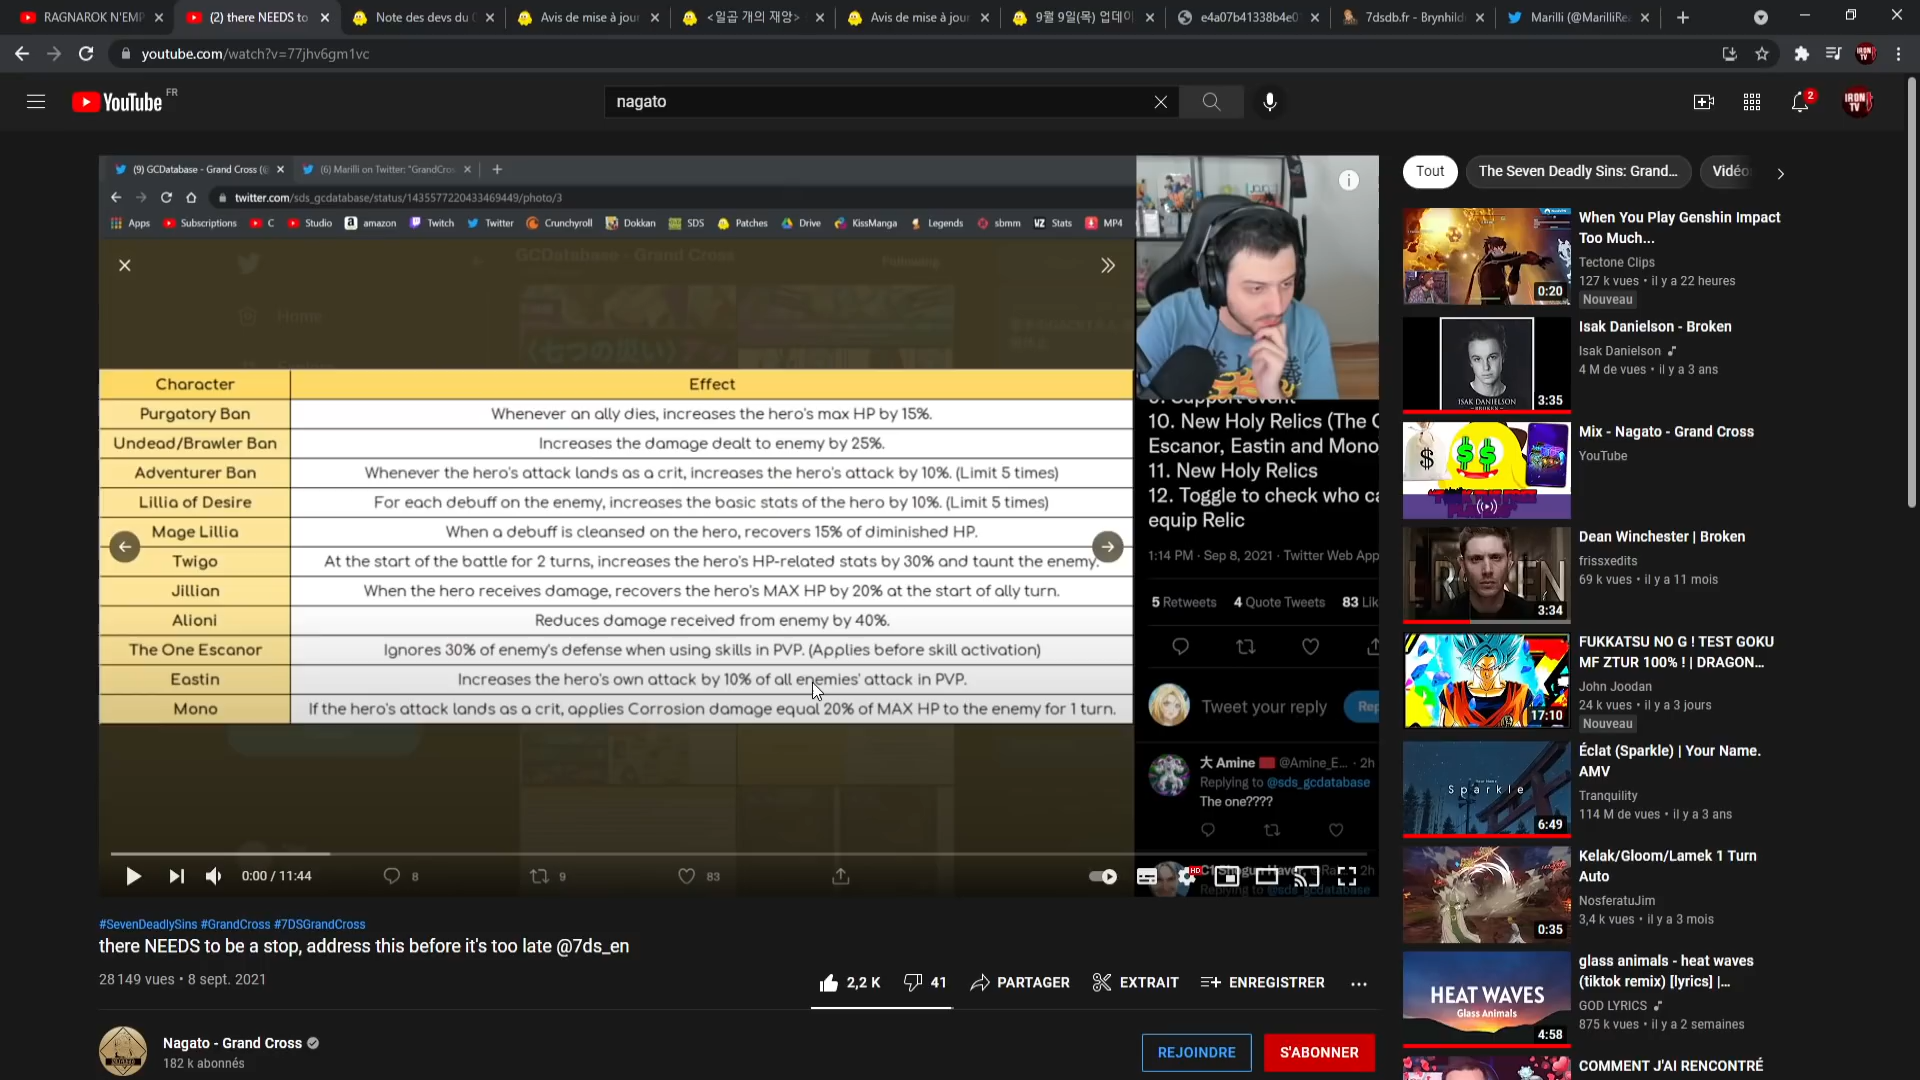 RAGNAROK N'EMP
(2) there NEEDS to
Note des devs du
Avis de mise à jour
<일곱 개의 재앙>
Avis de mise à jour
9월 9일(목) 업데이
e4a07b41338b4e0
7dsdb.fr - Brynhild
Marilli (@MarilliRe
youtube.com/watch?v=77jhv6gm1vc
YouTube FR
nagato
2
(9) GCDatabase - Grand Cross (@
(6) Marilli on Twitter: "GrandCros
twitter.com/sds_gcdatabase/status/1435577220433469449/photo/3
Apps
Subscriptions
C
Studio
amazon
Twitch
Twitter
Crunchyroll
Dokkan
SDS
Patches
Drive
KissManga
Legends
sbmm
Stats
MP4
GCDatabase - Grand Cross
Following
Home
Character Effect
Purgatory Ban Whenever an ally dies, increases the hero's max HP by 15%.
Undead/Brawler Ban Increases the damage dealt to enemy by 25%.
Adventurer Ban Whenever the hero's attack lands as a crit, increases the hero's attack by 10%. (Limit 5 times)
Lillia of Desire For each debuff on the enemy, increases the basic stats of the hero by 10%. (Limit 5 times)
Mage Lillia When a debuff is cleansed on the hero, recovers 15% of diminished HP.
Twigo At the start of the battle for 2 turns, increases the hero's HP-related stats by 30% and taunt the enemy.
Jillian When the hero receives damage, recovers the hero's MAX HP by 20% at the start of ally turn.
Alioni Reduces damage received from enemy by 40%.
The One Escanor Ignores 30% of enemy's defense when using skills in PVP. (Applies before skill activation)
Eastin Increases the hero's own attack by 10% of all enemies' attack in PVP.
Mono If the hero's attack lands as a crit, applies Corrosion damage equal 20% of MAX HP to the enemy for 1 turn.
9. Support event
10. New Holy Relics (The O
Escanor, Eastin and Mono
11. New Holy Relics
12. Toggle to check who ca
equip Relic
1:14 PM · Sep 8, 2021 · Twitter Web App
5 Retweets 4 Quote Tweets 83 Lik
Tweet your reply
Rep
大 Amine @Amine_E... · 2h
Replying to @sds_gcdatabase
The one????
0:00 / 11:44
8
9
83
HD
#SevenDeadlySins #GrandCross #7DSGrandCross
there NEEDS to be a stop, address this before it's too late @7ds_en
28 149 vues • 8 sept. 2021
2,2 K
41
PARTAGER
EXTRAIT
ENREGISTRER
Nagato - Grand Cross
182 k abonnés
REJOINDRE
S'ABONNER
Tout
The Seven Deadly Sins: Grand...
Vidéo
When You Play Genshin Impact
Too Much...
Tectone Clips
127 k vues • il y a 22 heures
Nouveau
0:20
Isak Danielson - Broken
Isak Danielson
4 M de vues • il y a 3 ans
ISAK DANIELSON
BROKEN
3:35
Mix - Nagato - Grand Cross
YouTube
Dean Winchester | Broken
frissxedits
69 k vues • il y a 11 mois
3:34
FUKKATSU NO G ! TEST GOKU
MF ZTUR 100% ! | DRAGON...
John Joodan
24 k vues • il y a 3 jours
Nouveau
17:10
Éclat (Sparkle) | Your Name.
AMV
Tranquility
114 M de vues • il y a 3 ans
Sparkle
6:49
Kelak/Gloom/Lamek 1 Turn
Auto
NosferatuJim
3,4 k vues • il y a 3 mois
0:35
glass animals - heat waves
(tiktok remix) [lyrics] |...
GOD LYRICS
875 k vues • il y a 2 semaines
HEAT WAVES
Glass Animals
4:58
COMMENT J'AI RENCONTRÉ